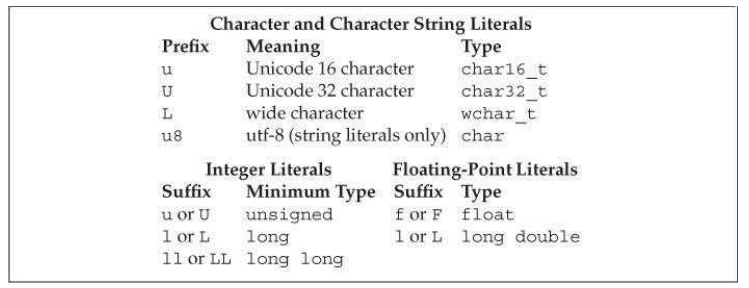 Character and Character String Literals
Prefix Meaning Type
u Unicode 16 character char16_t
U Unicode 32 character char32_t
L wide character wchar_t
u8 utf-8 (string literals only) char
Integer Literals Floating-Point Literals
Suffix Minimum Type Suffix Type
u or U unsigned f or F float
l or L long l or L long double
ll or LL long long